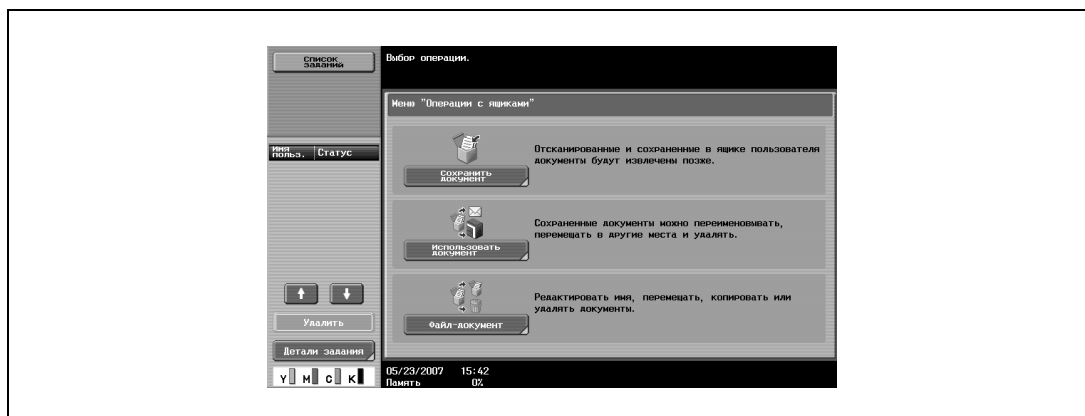 Список
заданий
Выбор операции.
Меню "Операции с ящиками"
Имя
польз.
Статус
Отсканированные и сохраненные в ящике пользователя
документы будут извлечены позже.
Сохранить
документ
Сохраненные документы можно переименовывать,
перемещать в другие места и удалять.
Использовать
документ
Редактировать имя, перемещать, копировать или
удалять документы.
Файл-документ
Удалить
Детали задания
05/23/2007 15:42
Память 0%
Y M C K